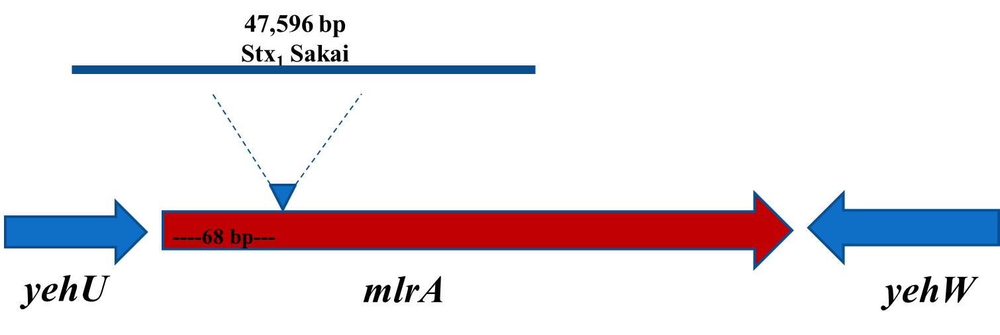 47,596 bp
Stx₁ Sakai
----68 bp---
yehU
mlrA
yehW